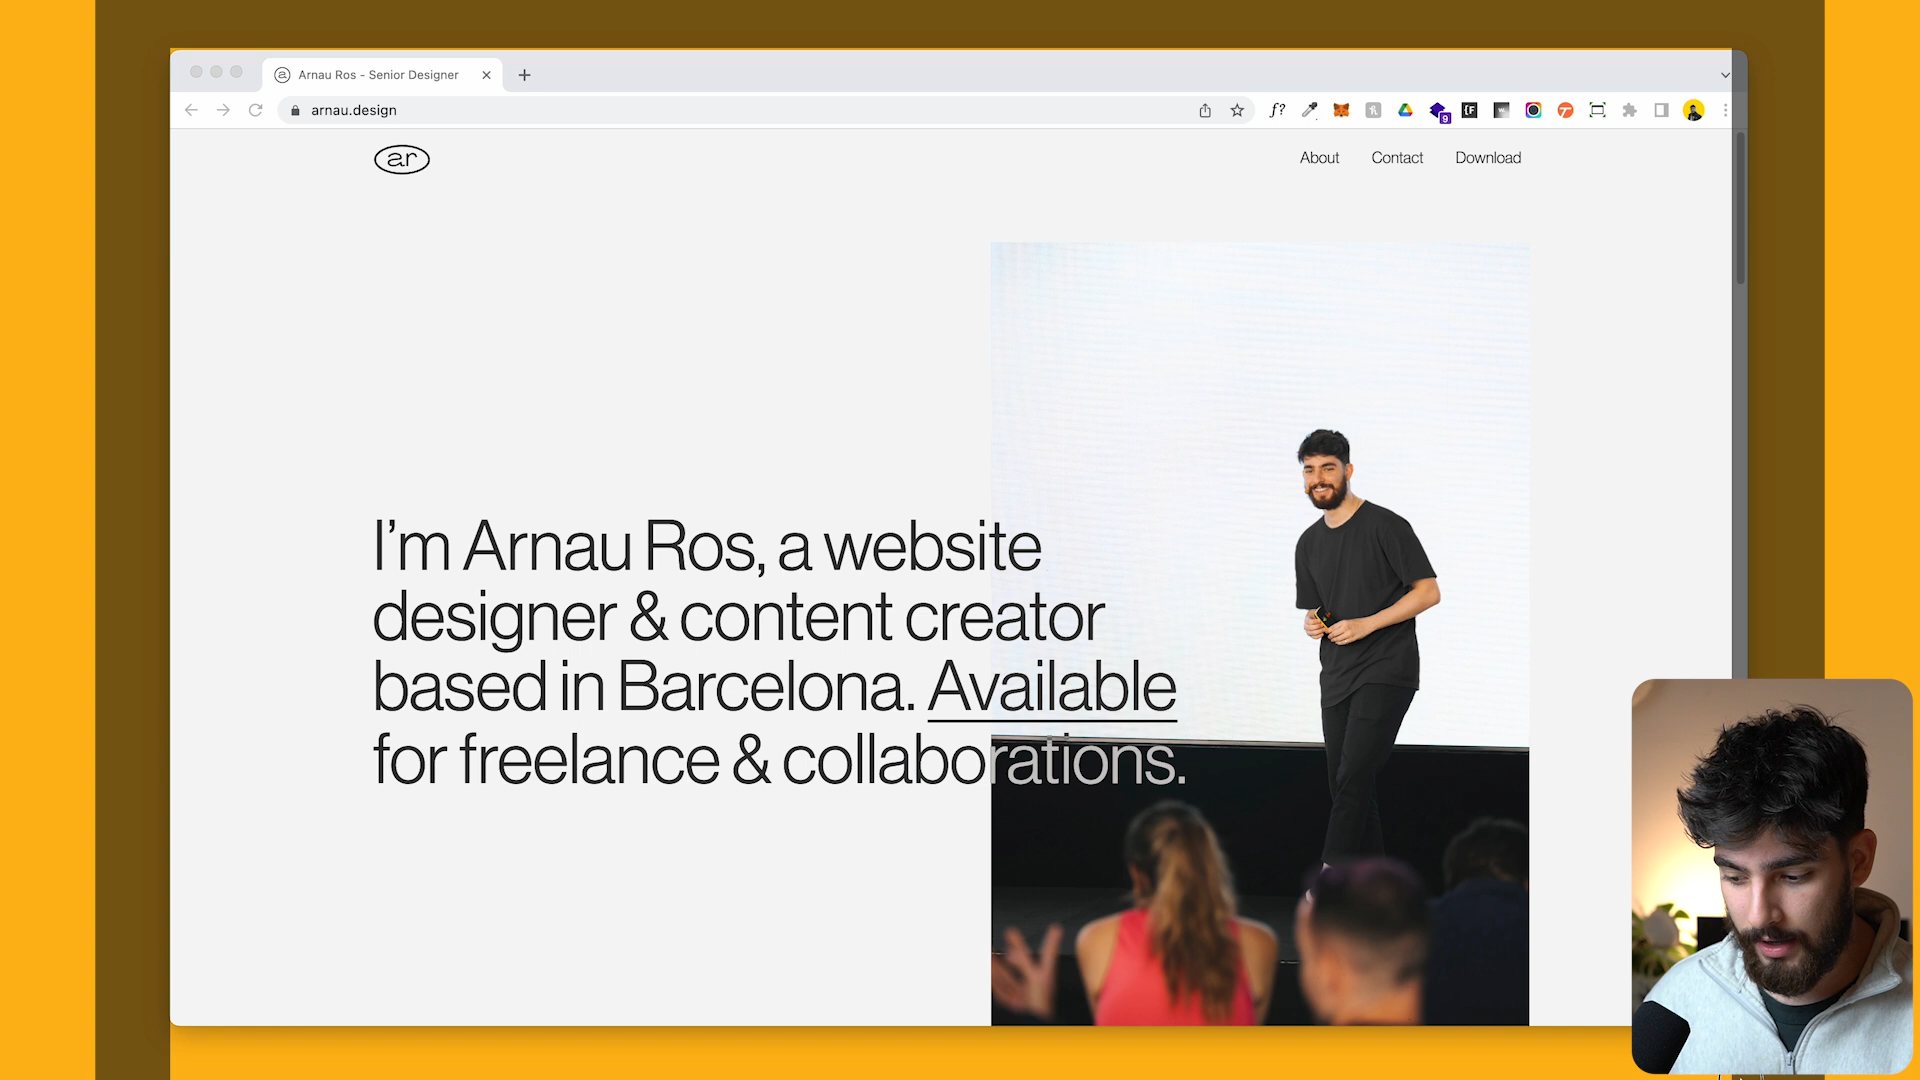 Arnau Ros - Senior Designer
arnau.design
f?
9
ar
About Contact Download
I'm Arnau Ros, a website
designer & content creator
based in Barcelona. Available
for freelance & collaborations.